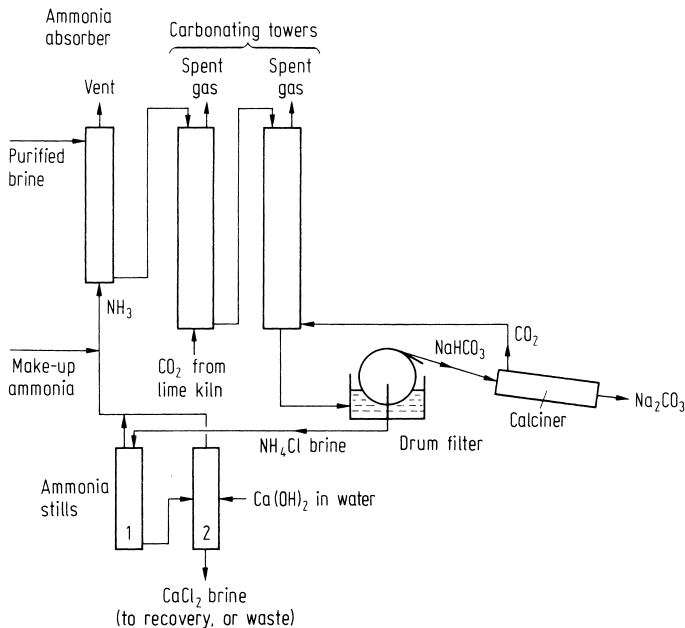 Ammonia
absorber
Carbonating towers
Vent
Spent
gas
Spent
gas
Purified
brine
NH₃
Make-up
ammonia
CO₂ from
lime kiln
CO₂
NaHCO₃
Calciner
Na₂CO₃
Drum filter
NH₄Cl brine
Ammonia
stills
1
2
Ca(OH)₂ in water
CaCl₂ brine
(to recovery, or waste)